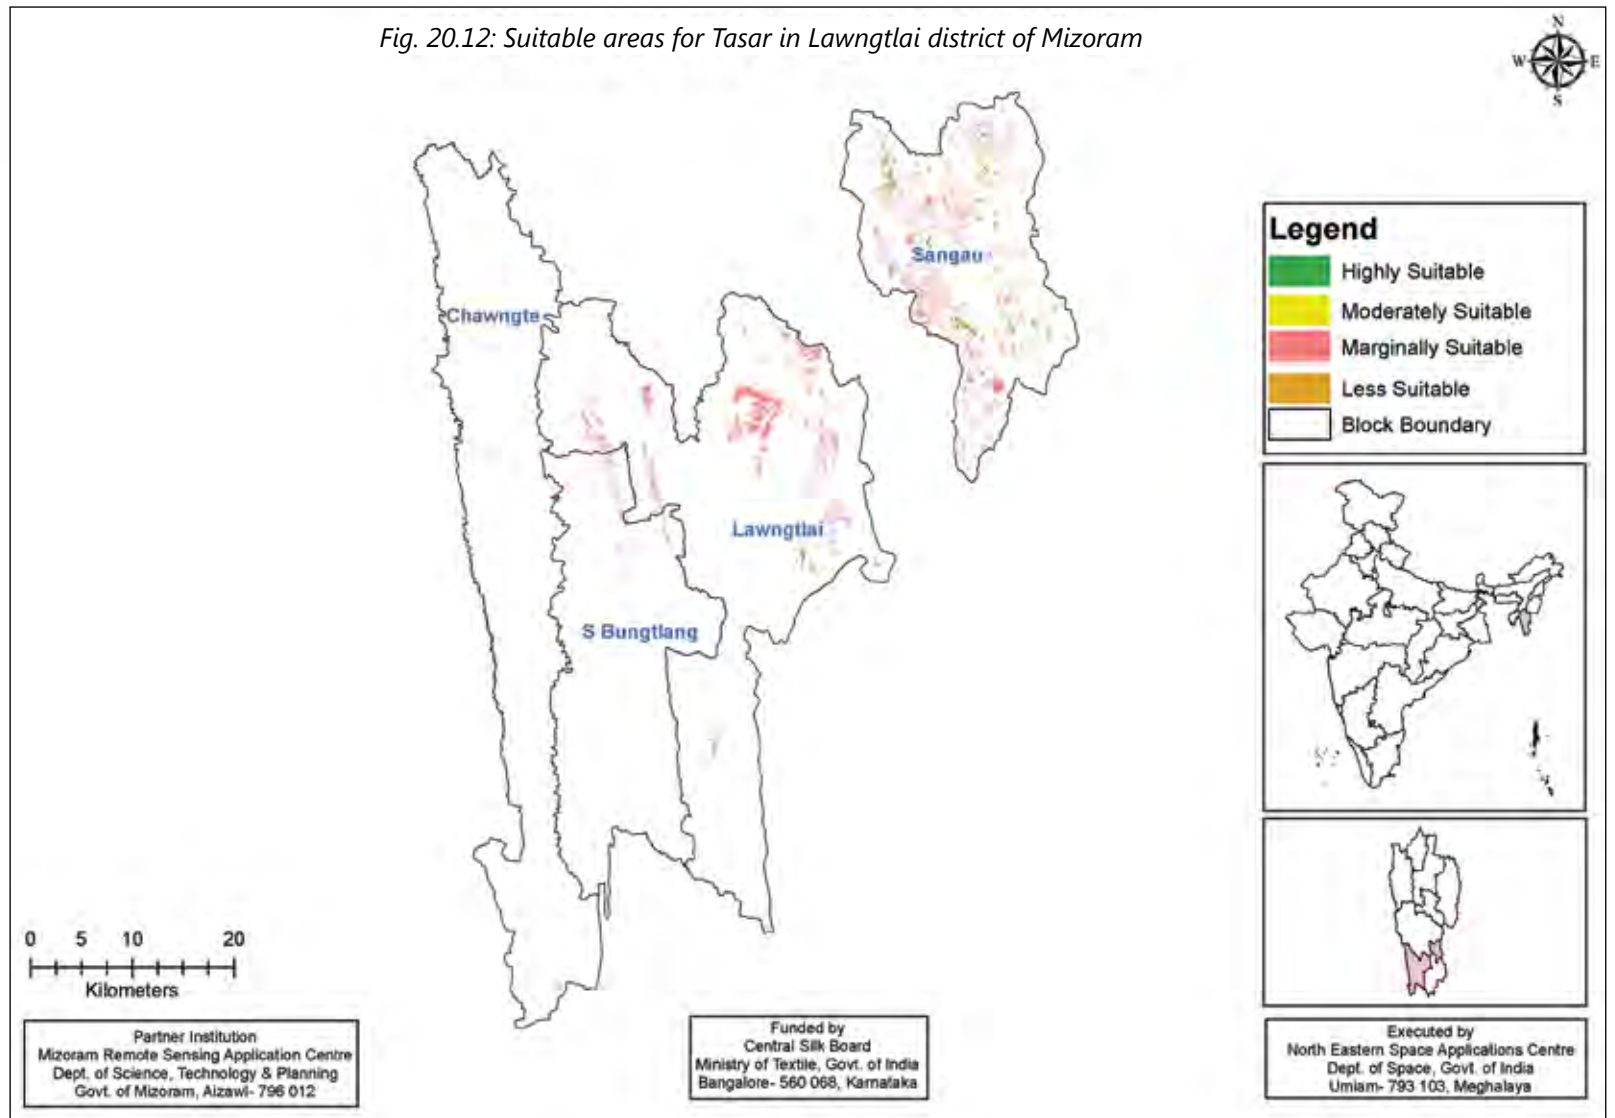 Fig. 20.12: Suitable areas for Tasar in Lawngtlai district of Mizoram
N
W
E
S
Sangau
Chawngte
Lawngtlai
S Bungtlang
Legend
Highly Suitable
Moderately Suitable
Marginally Suitable
Less Suitable
Block Boundary
0 5 10 20
Kilometers
Partner Institution
Mizoram Remote Sensing Application Centre
Dept. of Science, Technology & Planning
Govt. of Mizoram, Aizawl- 796 012
Funded by
Central Silk Board
Ministry of Textile, Govt. of India
Bangalore- 560 068, Karnataka
Executed by
North Eastern Space Applications Centre
Dept. of Space, Govt. of India
Umiam- 793 103, Meghalaya